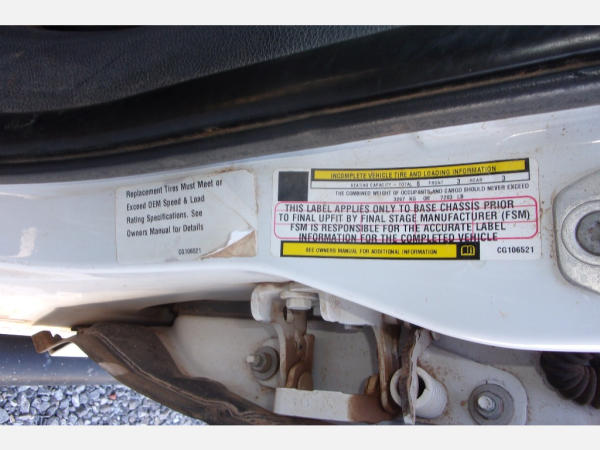 Replacement Tires Must Meet or
Exceed OEM Speed & Load
Rating Specifications. See
Owners Manual for Details
CG106521
INCOMPLETE VEHICLE TIRE AND LOADING INFORMATION
SEATING CAPACITY - TOTAL 6 FRONT 3 REAR 3
THE COMBINED WEIGHT OF OCCUPANTS AND CARGO SHOULD NEVER EXCEED
KG OR LB
THIS LABEL APPLIES ONLY TO BASE CHASSIS PRIOR
TO FINAL UPFIT BY FINAL STAGE MANUFACTURER (FSM)
FSM IS RESPONSIBLE FOR THE ACCURATE LABEL
INFORMATION FOR THE COMPLETED VEHICLE
SEE OWNERS MANUAL FOR ADDITIONAL INFORMATION
CG106521